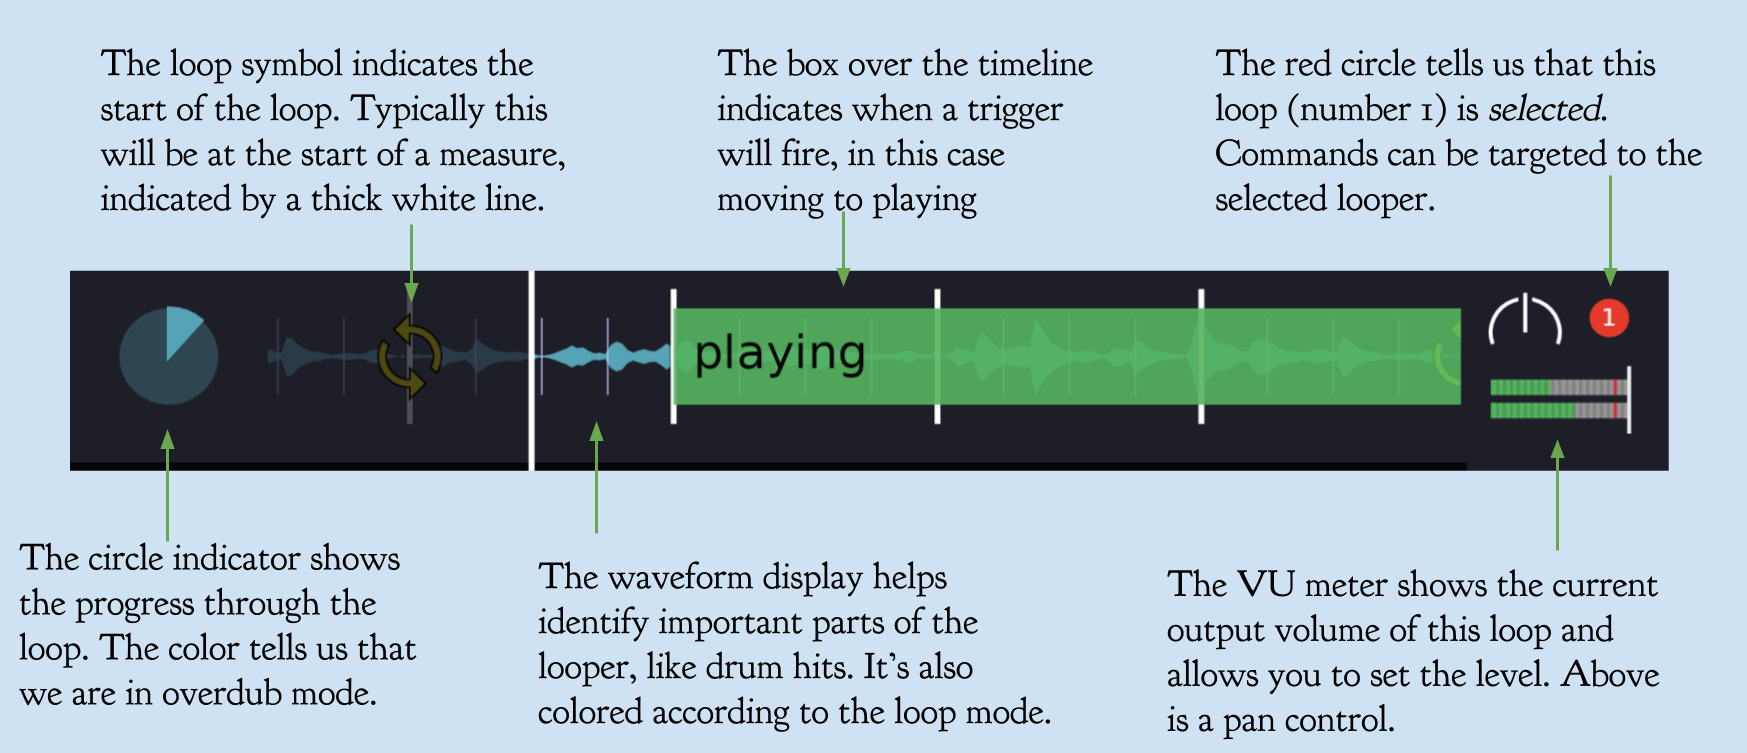 The loop symbol indicates the
start of the loop. Typically this
will be at the start of a measure,
indicated by a thick white line.
The box over the timeline
indicates when a trigger
will fire, in this case
moving to playing
The red circle tells us that this
loop (number 1) is selected.
Commands can be targeted to the
selected looper.
playing
1
The circle indicator shows
the progress through the
loop. The color tells us that
we are in overdub mode.
The waveform display helps
identify important parts of the
looper, like drum hits. It’s also
colored according to the loop mode.
The VU meter shows the current
output volume of this loop and
allows you to set the level. Above
is a pan control.